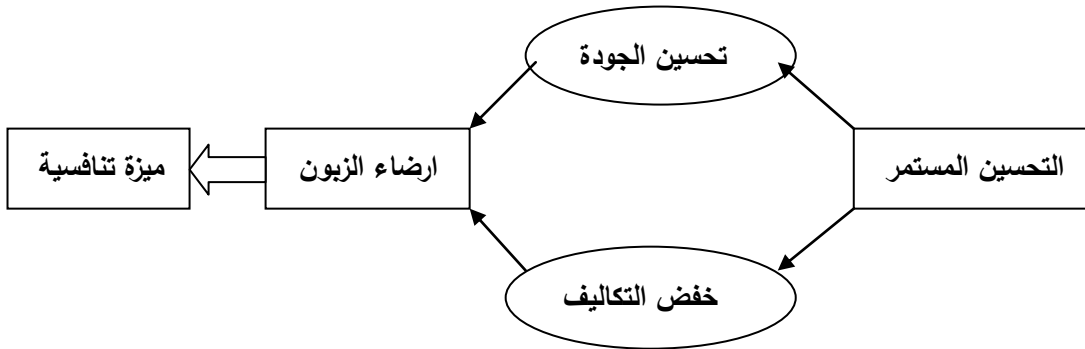 تحسين الجودة
التحسين المستمر
ارضاء الزبون
ميزة تنافسية
خفض التكاليف